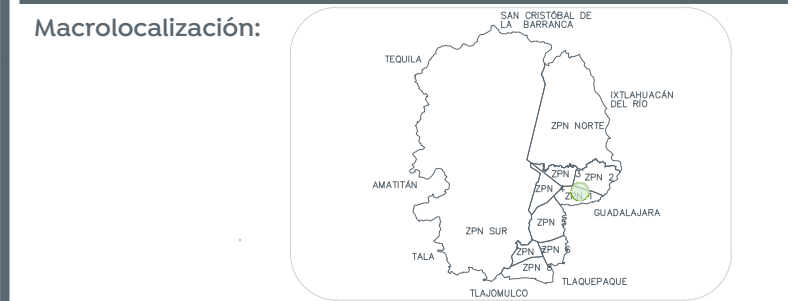 Macrolocalización:
SAN CRISTÓBAL DE
LA BARRANCA
TEQUILA
IXTLAHUACÁN
DEL RÍO
ZPN NORTE
ZPN 3
ZPN 2
AMATITÁN
ZPN
ZPN 1
GUADALAJARA
ZPN 5
ZPN SUR
ZPN
ZPN 6
TALA
ZPN 8
TLAQUEPAQUE
TLAJOMULCO